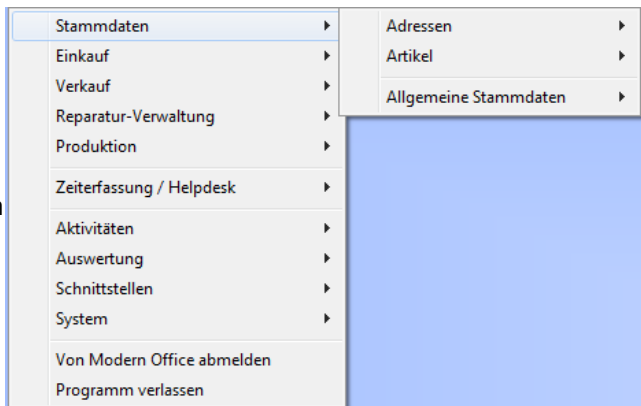 Stammdaten
Einkauf
Verkauf
Reparatur-Verwaltung
Produktion
Zeiterfassung / Helpdesk
Aktivitäten
Auswertung
Schnittstellen
System
Von Modern Office abmelden
Programm verlassen
Adressen
Artikel
Allgemeine Stammdaten